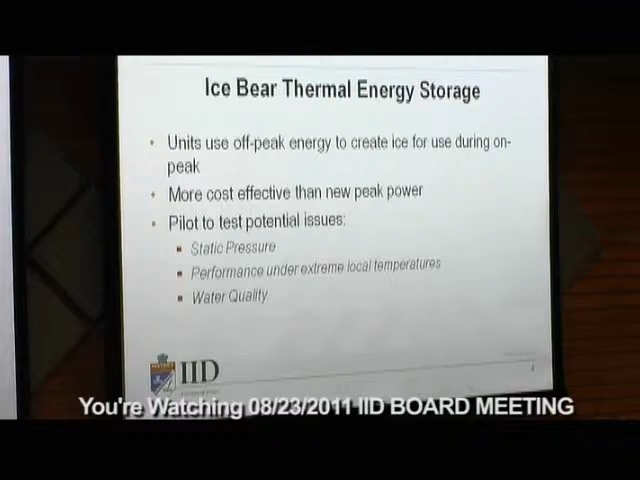 Ice Bear Thermal Energy Storage
• Units use off-peak energy to create ice for use during on-
peak
• More cost effective than new peak power
• Pilot to test potential issues:
▪ Static Pressure
▪ Performance under extreme local temperatures
▪ Water Quality
IID
You're Watching 08/23/2011 IID BOARD MEETING